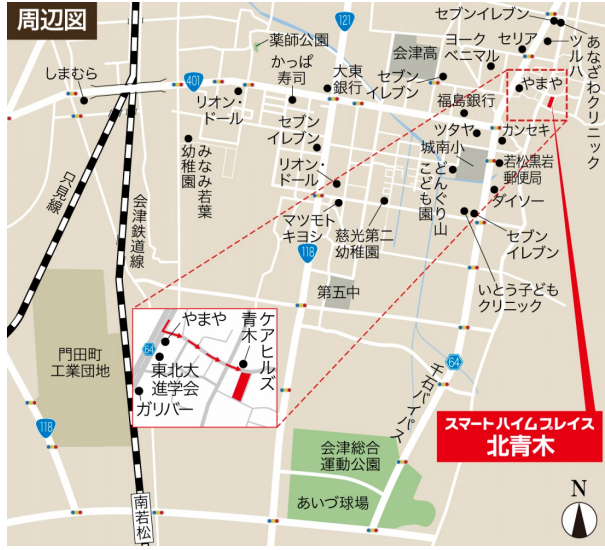 周辺図
しまむら
401
リオン・
ドール
薬師公園
かっぱ
寿司
大東
銀行
121
会津高
セブン
イレブン
ヨーク
ベニマル
セリア
セブンイレブン
ツルハ
あなざわクリニック
やまや
福島銀行
ツタヤ
カンセキ
城南小
若松黒岩
郵便局
どんぐり山
こども園
ダイソー
セブン
イレブン
いとう子ども
クリニック
みなみ若葉
幼稚園
セブン
イレブン
リオン・
ドール
マツモト
キヨシ
慈光第二
幼稚園
118
第五中
只見線
会津鉄道線
門田町
工業団地
118
南若松
やまや
64
東北大
進学会
ガリバー
ケアヒルズ
青木
64
千石バイパス
会津総合
運動公園
あいづ球場
スマートハイムプレイス
北青木
N